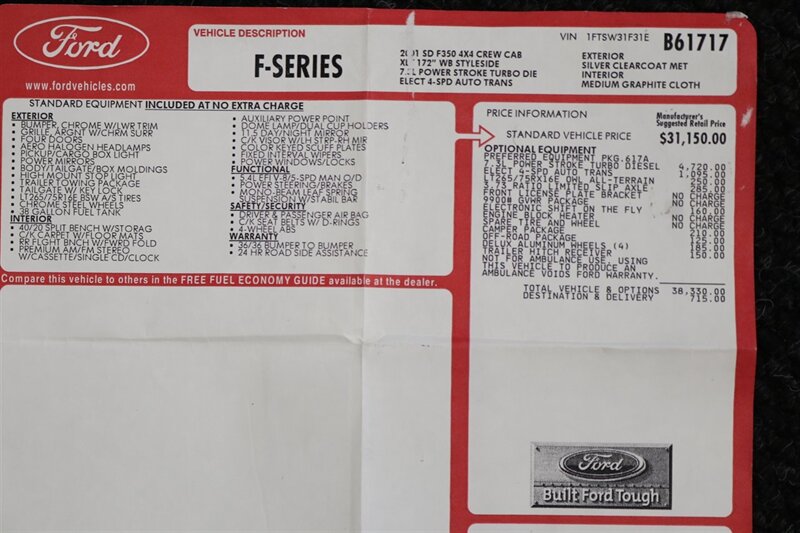 Ford
www.fordvehicles.com
VEHICLE DESCRIPTION
F-SERIES
2001 SD F350 4X4 CREW CAB
172" WB STYLESIDE
POWER STROKE TURBO DIE
ELECT 4-SPD AUTO TRANS
VIN 1FTSW31F31E B61717
EXTERIOR
SILVER CLEARCOAT MET
INTERIOR
MEDIUM GRAPHITE CLOTH
STANDARD EQUIPMENT INCLUDED AT NO EXTRA CHARGE
EXTERIOR
• BUMPER, CHROME W/LWR TRIM
• GRILLE, ARGNT W/CHRM SURR
• FOUR DOORS
• AERO HALOGEN HEADLAMPS
• PICKUP/CARGO BOX LIGHT
• POWER MIRRORS
• BODY/TAILGATE/BOX MOLDINGS
• HIGH MOUNT STOP LIGHT
• TRAILER TOWING PACKAGE
• TAILGATE W/ KEY LOCK
• LT265/75R16E BSW A/S TIRES
• CHROME STEEL WHEELS
• 38 GALLON FUEL TANK
INTERIOR
• 40/20 SPLIT BENCH W/STORAG
• C/K CARPET W/FLOOR MATS
• RR FLGHT BNCH W/FWRD FOLD
• PREMIUM AM/FM STEREO
W/CASSETTE/SINGLE CD/CLOCK
• AUXILIARY POWER POINT
• DOME LAMP/DUAL CUP HOLDERS
• 11.5 DAY/NIGHT MIRROR
• C/K VISOR W/LH STRP-RH MIR
• COLOR KEYED SCUFF PLATES
• FIXED INTERVAL WIPERS
• POWER WINDOWS/LOCKS
FUNCTIONAL
• 5.4L EFI V-8/5-SPD MAN O/D
• POWER STEERING/BRAKES
• MONO-BEAM LEAF SPRING
SUSPENSION W/STABIL BAR
SAFETY/SECURITY
• DRIVER & PASSENGER AIR BAG
• C/K SEAT BELTS W/ D-RINGS
• 4-WHEEL ABS
WARRANTY
• 36/36 BUMPER TO BUMPER
• 24 HR ROAD SIDE ASSISTANCE
Compare this vehicle to others in the FREE FUEL ECONOMY GUIDE available at the dealer.
PRICE INFORMATION
Manufacturer's
Suggested Retail Price
STANDARD VEHICLE PRICE $31,150.00
OPTIONAL EQUIPMENT
PREFERRED EQUIPMENT PKG.617A
7.3L POWER STROKE TURBO DIESEL 4,720.00
ELECT 4-SPD AUTO TRANS 1,095.00
LT265/75RX16E OWL ALL-TERRAIN
3.73 RATIO LIMITED SLIP AXLE 285.00
FRONT LICENSE PLATE BRACKET NO CHARGE
9900# GVWR PACKAGE NO CHARGE
ELECTRONIC SHIFT ON THE FLY 160.00
ENGINE BLOCK HEATER NO CHARGE
SPARE TIRE AND WHEEL NO CHARGE
CAMPER PACKAGE 210.00
OFF-ROAD PACKAGE 125.00
DELUX ALUMINUM WHEELS (4) 185.00
TRAILER HITCH RECEIVER 150.00
NOT FOR AMBULANCE USE. USING
THIS VEHICLE TO PRODUCE AN
AMBULANCE VOIDS FORD WARRANTY.
TOTAL VEHICLE & OPTIONS 38,330.00
DESTINATION & DELIVERY 715.00
Ford
Built Ford Tough